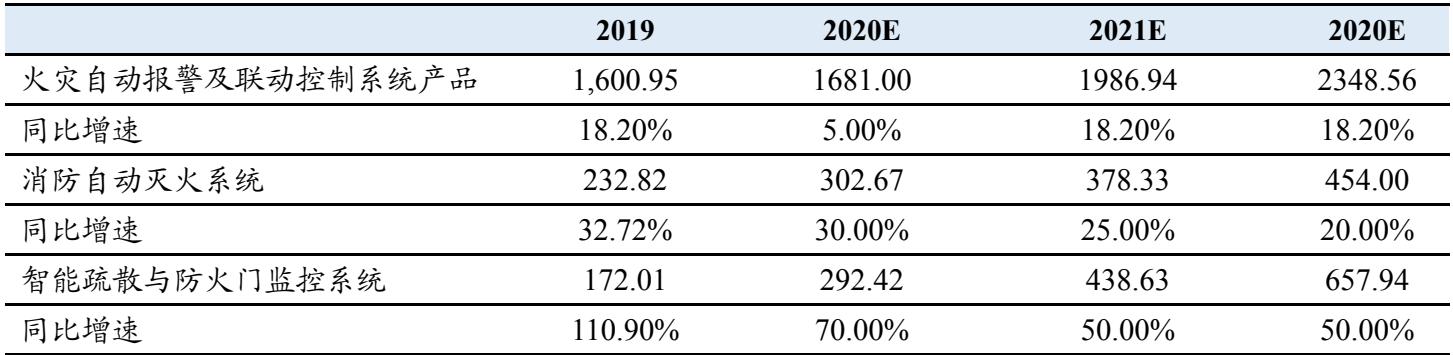 2019 2020E 2021E 2020E
火灾自动报警及联动控制系统产品 1,600.95 1681.00 1986.94 2348.56
同比增速 18.20% 5.00% 18.20% 18.20%
消防自动灭火系统 232.82 302.67 378.33 454.00
同比增速 32.72% 30.00% 25.00% 20.00%
智能疏散与防火门监控系统 172.01 292.42 438.63 657.94
同比增速 110.90% 70.00% 50.00% 50.00%